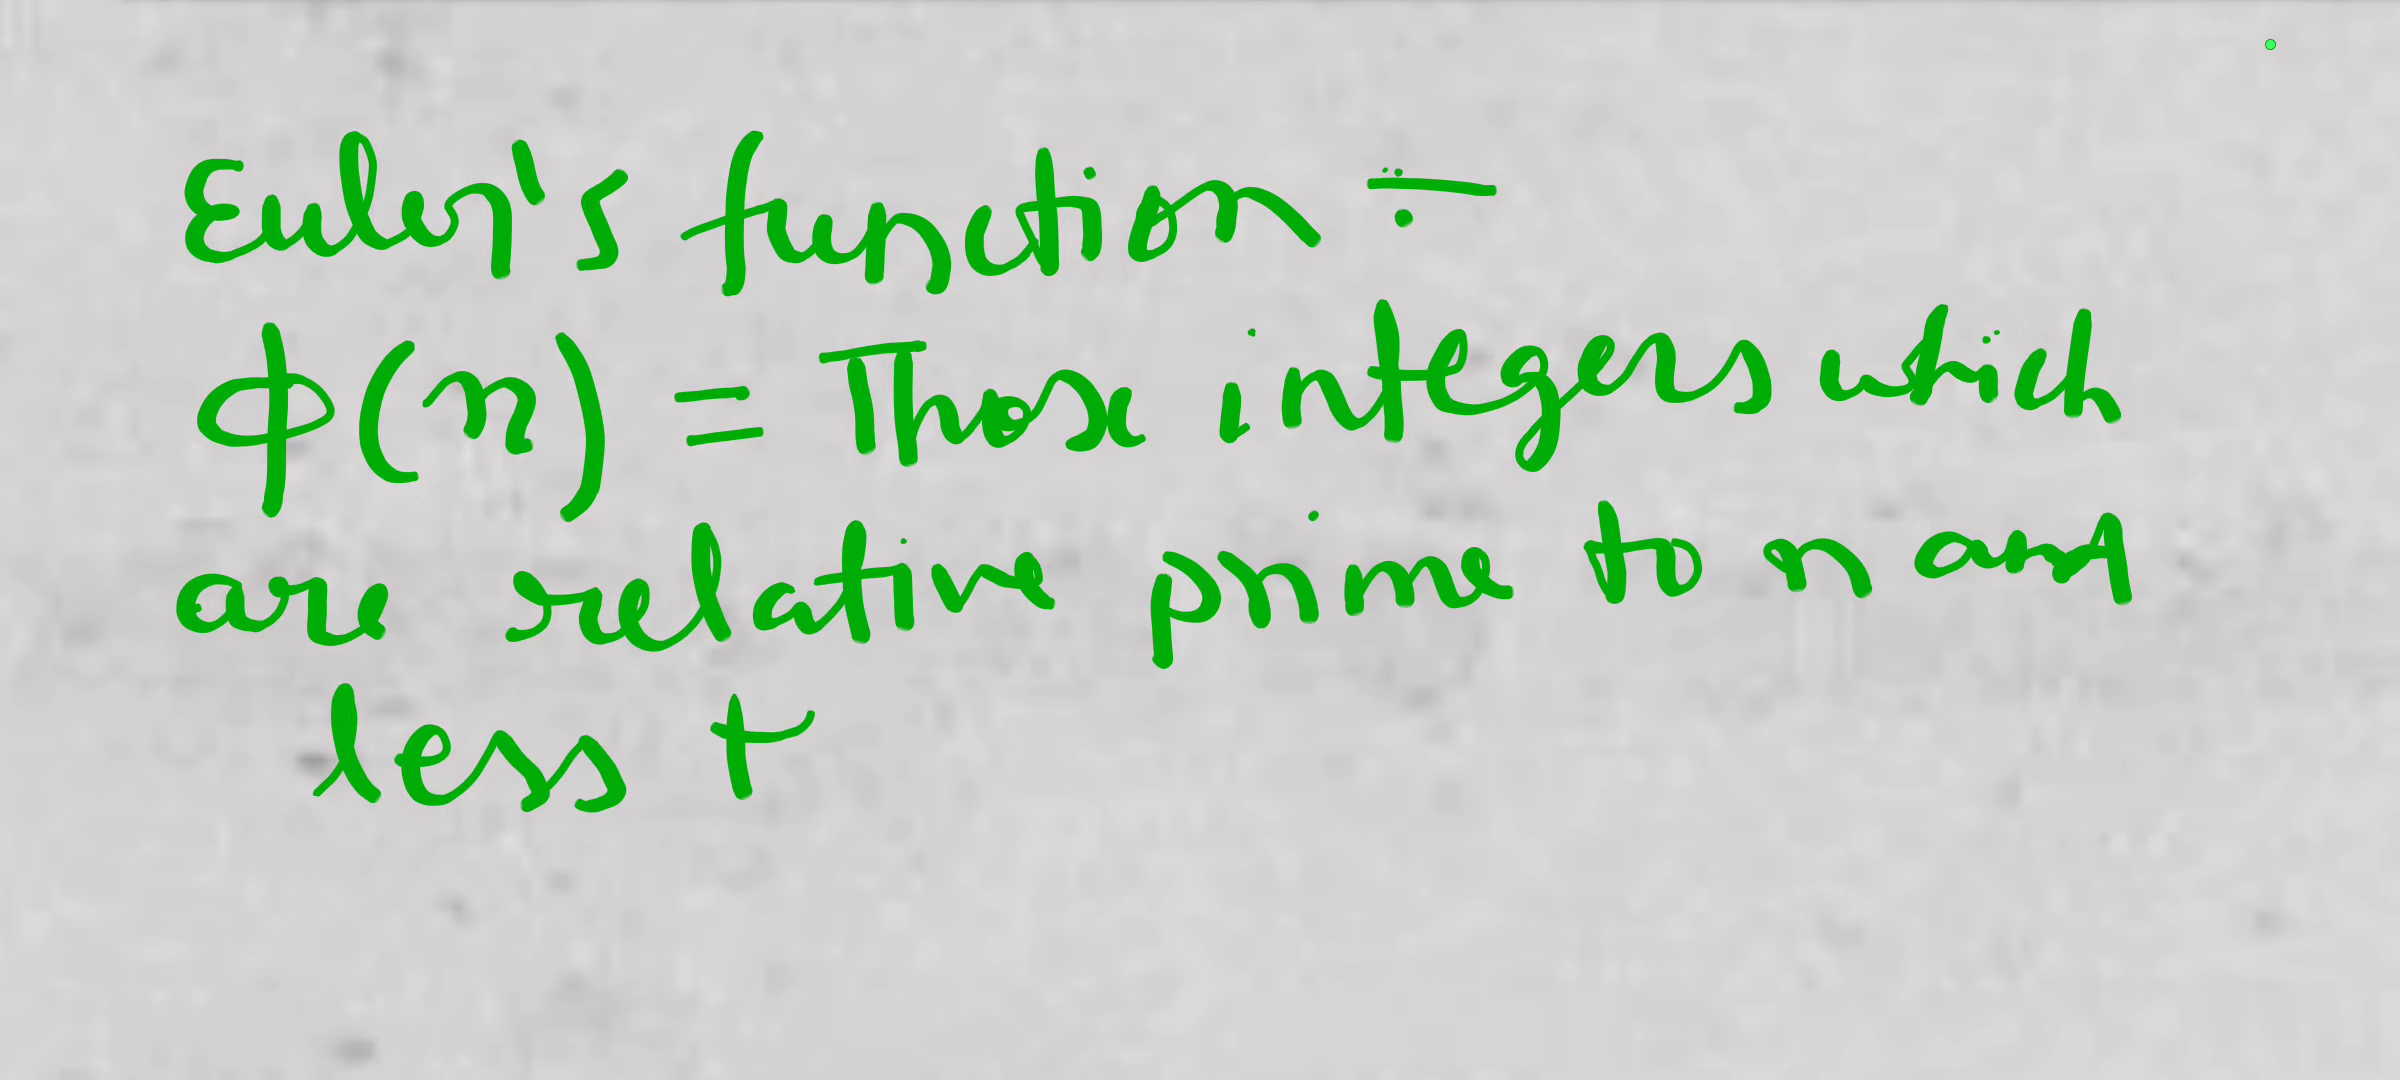 Euler's function :-
ϕ(n) = Those integers which
are relative prime to n and
less t